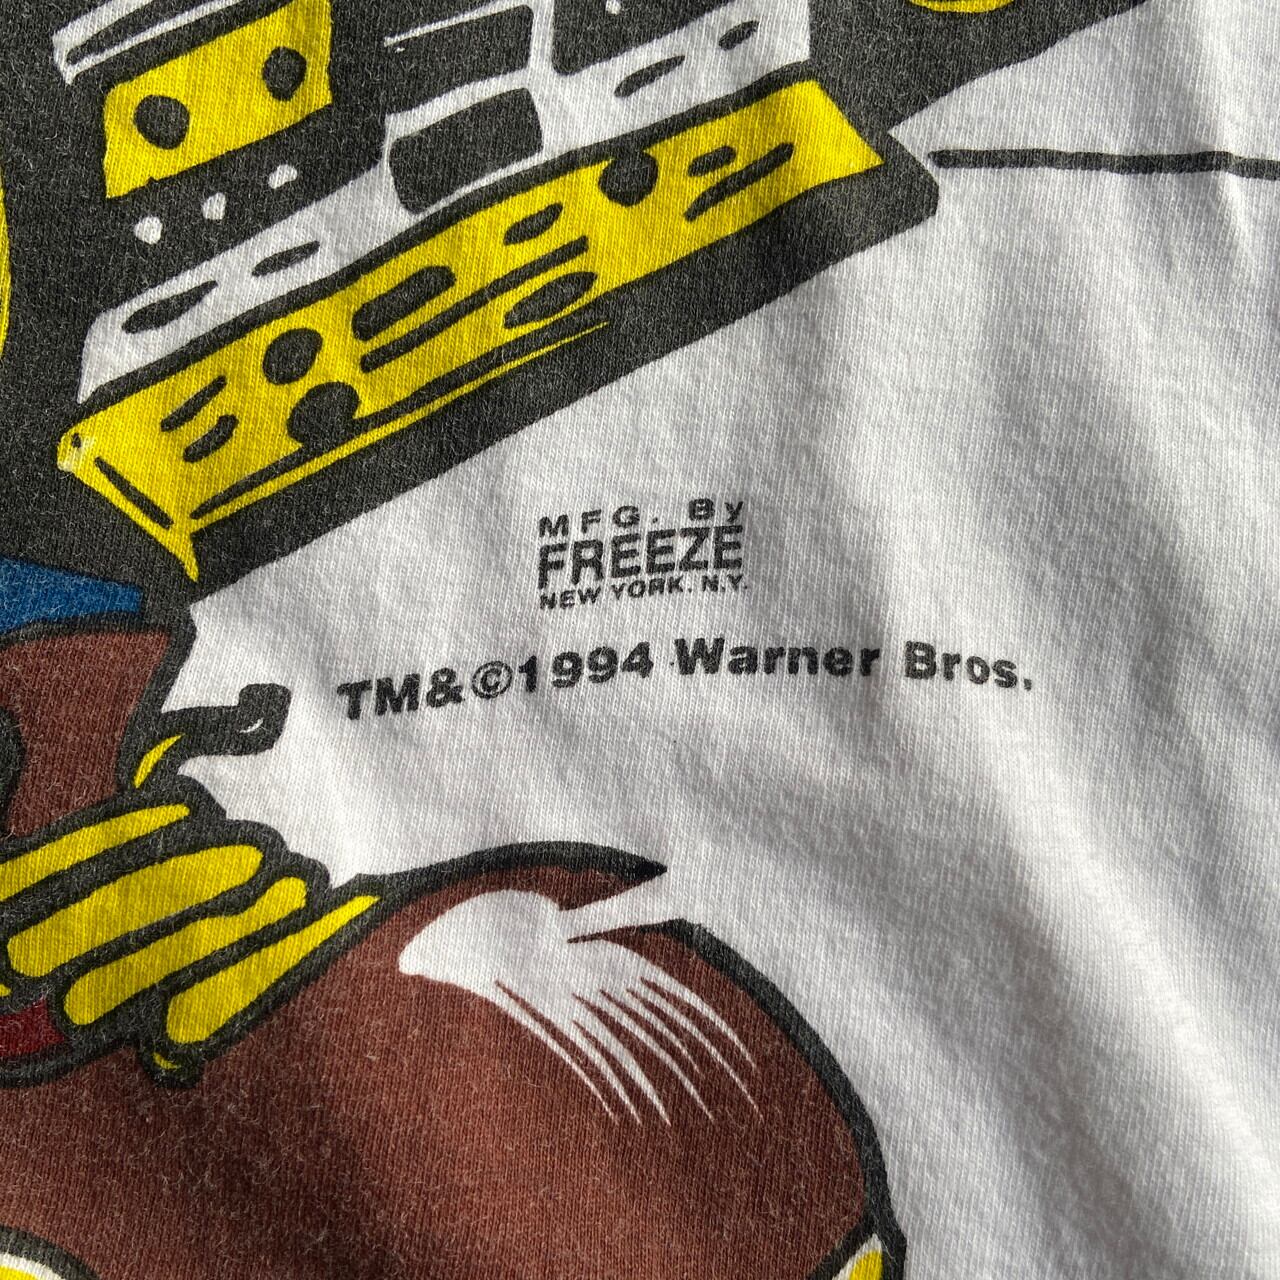 MFG. By
FREEZE
NEW YORK. N.Y.
TM&©1994 Warner Bros.